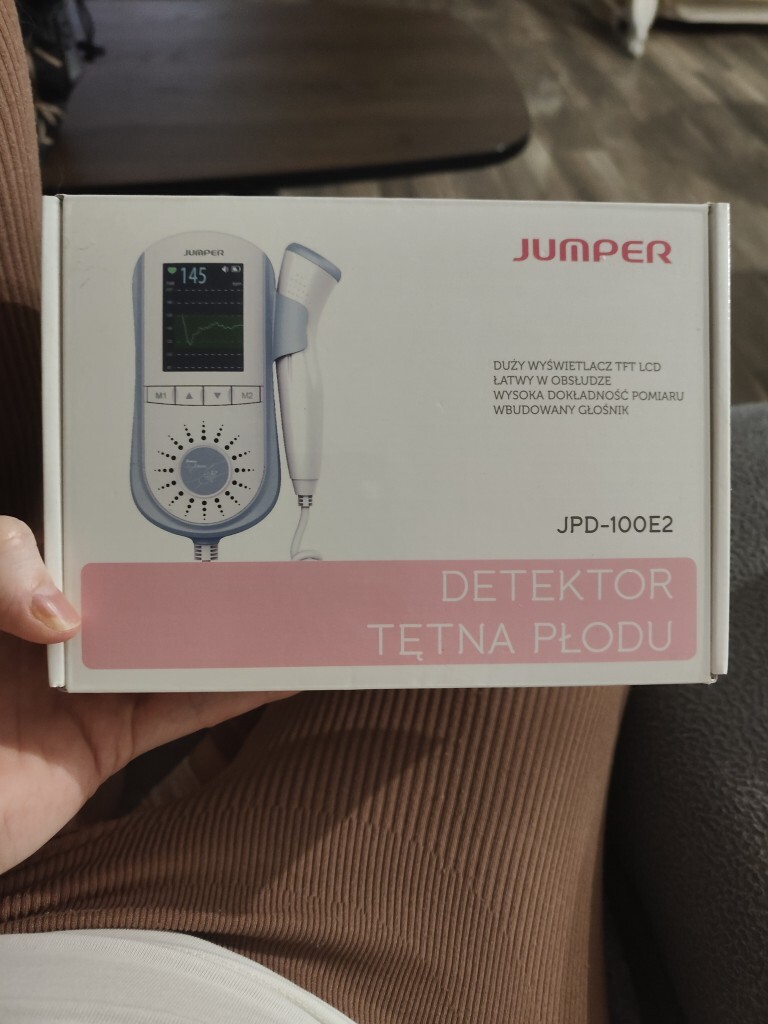 JUMPER
JUMPER
145
DUŻY WYŚWIETLACZ TFT LCD
ŁATWY W OBSŁUDZE
WYSOKA DOKŁADNOŚĆ POMIARU
WBUDOWANY GŁOŚNIK
M1 ▲ ▼ M2
JPD-100E2
DETEKTOR
TĘTNA PŁODU